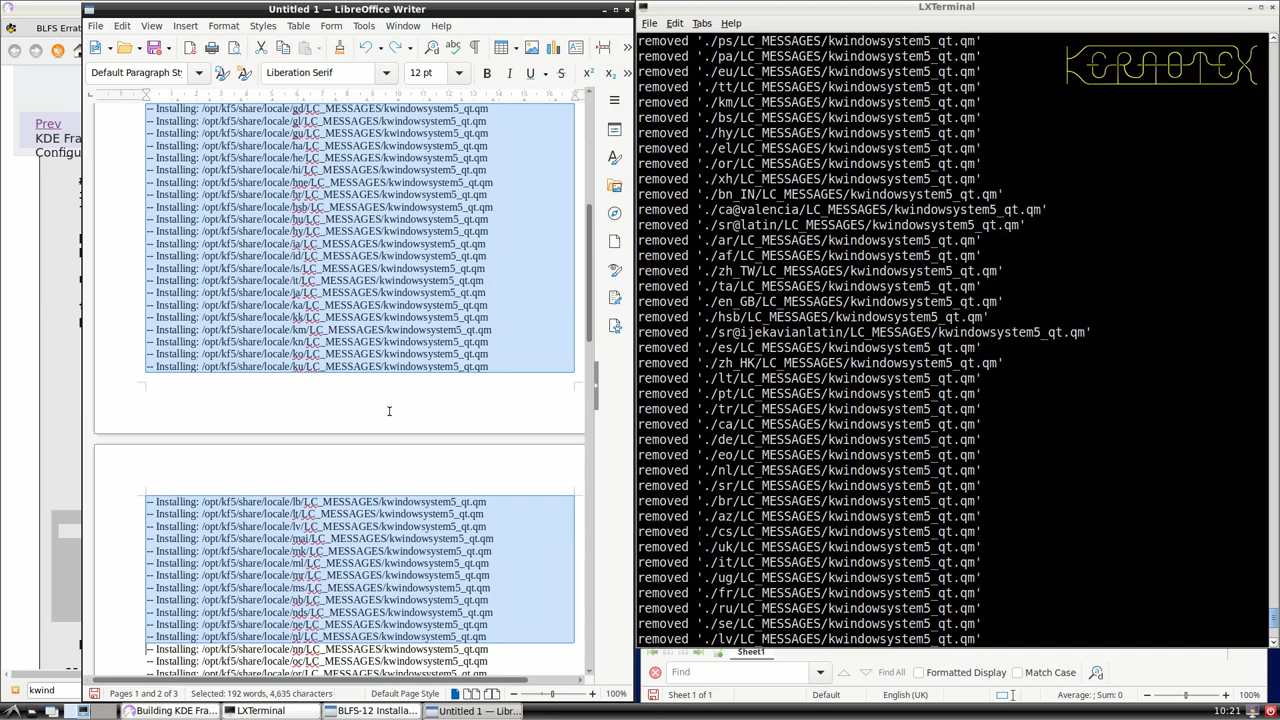 Untitled 1 — LibreOffice Writer
LXTerminal
BLFS Errat
File Edit View Insert Format Styles Table Form Tools Window Help
File Edit Tabs Help
Default Paragraph St
Liberation Serif
12 pt
B I U S
KERAOTEX
Prev
KDE Fra
Configu
-- Installing: /opt/kf5/share/locale/gd/LC_MESSAGES/kwindowsystem5_qt.qm
-- Installing: /opt/kf5/share/locale/gl/LC_MESSAGES/kwindowsystem5_qt.qm
-- Installing: /opt/kf5/share/locale/gu/LC_MESSAGES/kwindowsystem5_qt.qm
-- Installing: /opt/kf5/share/locale/ha/LC_MESSAGES/kwindowsystem5_qt.qm
-- Installing: /opt/kf5/share/locale/he/LC_MESSAGES/kwindowsystem5_qt.qm
-- Installing: /opt/kf5/share/locale/hi/LC_MESSAGES/kwindowsystem5_qt.qm
-- Installing: /opt/kf5/share/locale/hne/LC_MESSAGES/kwindowsystem5_qt.qm
-- Installing: /opt/kf5/share/locale/hr/LC_MESSAGES/kwindowsystem5_qt.qm
-- Installing: /opt/kf5/share/locale/hsb/LC_MESSAGES/kwindowsystem5_qt.qm
-- Installing: /opt/kf5/share/locale/hu/LC_MESSAGES/kwindowsystem5_qt.qm
-- Installing: /opt/kf5/share/locale/hy/LC_MESSAGES/kwindowsystem5_qt.qm
-- Installing: /opt/kf5/share/locale/ia/LC_MESSAGES/kwindowsystem5_qt.qm
-- Installing: /opt/kf5/share/locale/id/LC_MESSAGES/kwindowsystem5_qt.qm
-- Installing: /opt/kf5/share/locale/is/LC_MESSAGES/kwindowsystem5_qt.qm
-- Installing: /opt/kf5/share/locale/it/LC_MESSAGES/kwindowsystem5_qt.qm
-- Installing: /opt/kf5/share/locale/ja/LC_MESSAGES/kwindowsystem5_qt.qm
-- Installing: /opt/kf5/share/locale/ka/LC_MESSAGES/kwindowsystem5_qt.qm
-- Installing: /opt/kf5/share/locale/kk/LC_MESSAGES/kwindowsystem5_qt.qm
-- Installing: /opt/kf5/share/locale/km/LC_MESSAGES/kwindowsystem5_qt.qm
-- Installing: /opt/kf5/share/locale/kn/LC_MESSAGES/kwindowsystem5_qt.qm
-- Installing: /opt/kf5/share/locale/ko/LC_MESSAGES/kwindowsystem5_qt.qm
-- Installing: /opt/kf5/share/locale/ku/LC_MESSAGES/kwindowsystem5_qt.qm
-- Installing: /opt/kf5/share/locale/lb/LC_MESSAGES/kwindowsystem5_qt.qm
-- Installing: /opt/kf5/share/locale/lt/LC_MESSAGES/kwindowsystem5_qt.qm
-- Installing: /opt/kf5/share/locale/lv/LC_MESSAGES/kwindowsystem5_qt.qm
-- Installing: /opt/kf5/share/locale/mai/LC_MESSAGES/kwindowsystem5_qt.qm
-- Installing: /opt/kf5/share/locale/mk/LC_MESSAGES/kwindowsystem5_qt.qm
-- Installing: /opt/kf5/share/locale/ml/LC_MESSAGES/kwindowsystem5_qt.qm
-- Installing: /opt/kf5/share/locale/mr/LC_MESSAGES/kwindowsystem5_qt.qm
-- Installing: /opt/kf5/share/locale/ms/LC_MESSAGES/kwindowsystem5_qt.qm
-- Installing: /opt/kf5/share/locale/nb/LC_MESSAGES/kwindowsystem5_qt.qm
-- Installing: /opt/kf5/share/locale/nds/LC_MESSAGES/kwindowsystem5_qt.qm
-- Installing: /opt/kf5/share/locale/ne/LC_MESSAGES/kwindowsystem5_qt.qm
-- Installing: /opt/kf5/share/locale/nl/LC_MESSAGES/kwindowsystem5_qt.qm
-- Installing: /opt/kf5/share/locale/nn/LC_MESSAGES/kwindowsystem5_qt.qm
-- Installing: /opt/kf5/share/locale/oc/LC_MESSAGES/kwindowsystem5_qt.qm
removed './ps/LC_MESSAGES/kwindowsystem5_qt.qm'
removed './pa/LC_MESSAGES/kwindowsystem5_qt.qm'
removed './eu/LC_MESSAGES/kwindowsystem5_qt.qm'
removed './tt/LC_MESSAGES/kwindowsystem5_qt.qm'
removed './km/LC_MESSAGES/kwindowsystem5_qt.qm'
removed './bs/LC_MESSAGES/kwindowsystem5_qt.qm'
removed './hy/LC_MESSAGES/kwindowsystem5_qt.qm'
removed './el/LC_MESSAGES/kwindowsystem5_qt.qm'
removed './or/LC_MESSAGES/kwindowsystem5_qt.qm'
removed './xh/LC_MESSAGES/kwindowsystem5_qt.qm'
removed './bn_IN/LC_MESSAGES/kwindowsystem5_qt.qm'
removed './ca@valencia/LC_MESSAGES/kwindowsystem5_qt.qm'
removed './sr@latin/LC_MESSAGES/kwindowsystem5_qt.qm'
removed './ar/LC_MESSAGES/kwindowsystem5_qt.qm'
removed './af/LC_MESSAGES/kwindowsystem5_qt.qm'
removed './zh_TW/LC_MESSAGES/kwindowsystem5_qt.qm'
removed './ta/LC_MESSAGES/kwindowsystem5_qt.qm'
removed './en_GB/LC_MESSAGES/kwindowsystem5_qt.qm'
removed './hsb/LC_MESSAGES/kwindowsystem5_qt.qm'
removed './sr@ijekavianlatin/LC_MESSAGES/kwindowsystem5_qt.qm'
removed './es/LC_MESSAGES/kwindowsystem5_qt.qm'
removed './zh_HK/LC_MESSAGES/kwindowsystem5_qt.qm'
removed './lt/LC_MESSAGES/kwindowsystem5_qt.qm'
removed './pt/LC_MESSAGES/kwindowsystem5_qt.qm'
removed './tr/LC_MESSAGES/kwindowsystem5_qt.qm'
removed './ca/LC_MESSAGES/kwindowsystem5_qt.qm'
removed './de/LC_MESSAGES/kwindowsystem5_qt.qm'
removed './eo/LC_MESSAGES/kwindowsystem5_qt.qm'
removed './nl/LC_MESSAGES/kwindowsystem5_qt.qm'
removed './sr/LC_MESSAGES/kwindowsystem5_qt.qm'
removed './br/LC_MESSAGES/kwindowsystem5_qt.qm'
removed './az/LC_MESSAGES/kwindowsystem5_qt.qm'
removed './cs/LC_MESSAGES/kwindowsystem5_qt.qm'
removed './uk/LC_MESSAGES/kwindowsystem5_qt.qm'
removed './it/LC_MESSAGES/kwindowsystem5_qt.qm'
removed './ug/LC_MESSAGES/kwindowsystem5_qt.qm'
removed './fr/LC_MESSAGES/kwindowsystem5_qt.qm'
removed './ru/LC_MESSAGES/kwindowsystem5_qt.qm'
removed './se/LC_MESSAGES/kwindowsystem5_qt.qm'
removed './lv/LC_MESSAGES/kwindowsystem5_qt.qm'
Sheet1
Find
Find All
Formatted Display
Match Case
kwind
Pages 1 and 2 of 3
Selected: 192 words, 4,635 characters
Default Page Style
100%
Sheet 1 of 1
Default
English (UK)
Average: ; Sum: 0
100%
Building KDE Fra...
LXTerminal
BLFS-12 Installa...
Untitled 1 — Libr...
10:21